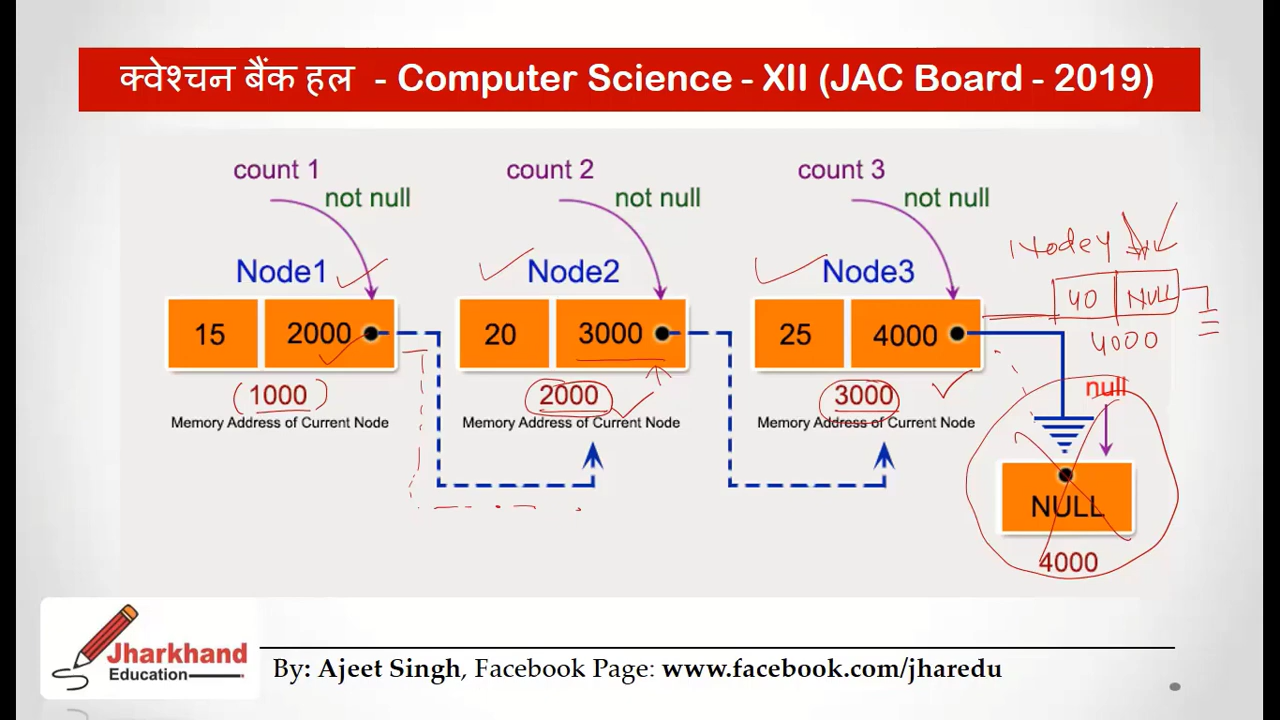 क्वेश्चन बैंक हल - Computer Science - XII (JAC Board - 2019)
count 1
not null
count 2
not null
count 3
not null
Node1
Node2
Node3
Node4
15 2000
20 3000
25 4000
40 NULL
4000
1000
Memory Address of Current Node
2000
Memory Address of Current Node
3000
Memory Address of Current Node
null
NULL
4000
Jharkhand
Education
By: Ajeet Singh, Facebook Page: www.facebook.com/jharedu